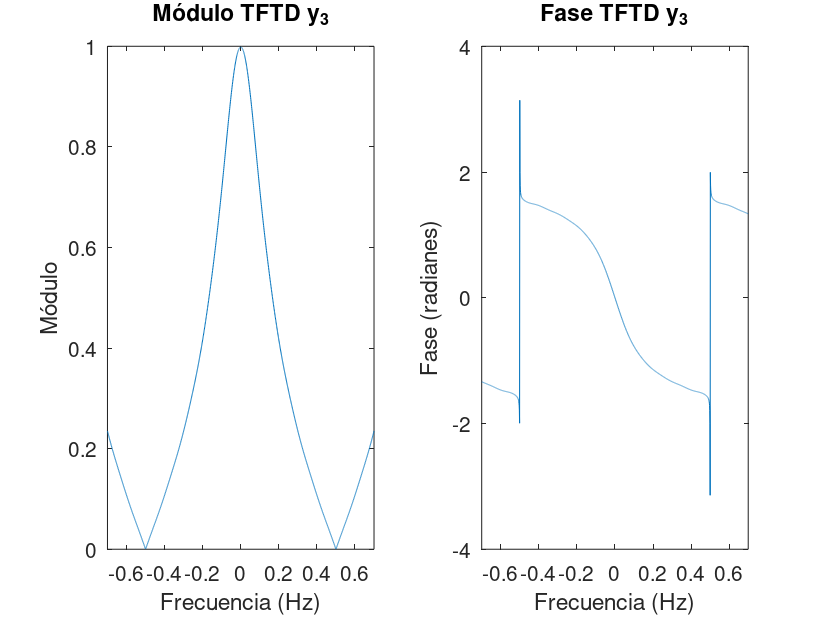 Módulo TFTD y₃
1
0.8
0.6
0.4
0.2
0
Módulo
-0.6 -0.4 -0.2 0 0.2 0.4 0.6
Frecuencia (Hz)
Fase TFTD y₃
4
2
0
-2
-4
Fase (radianes)
-0.6 -0.4 -0.2 0 0.2 0.4 0.6
Frecuencia (Hz)